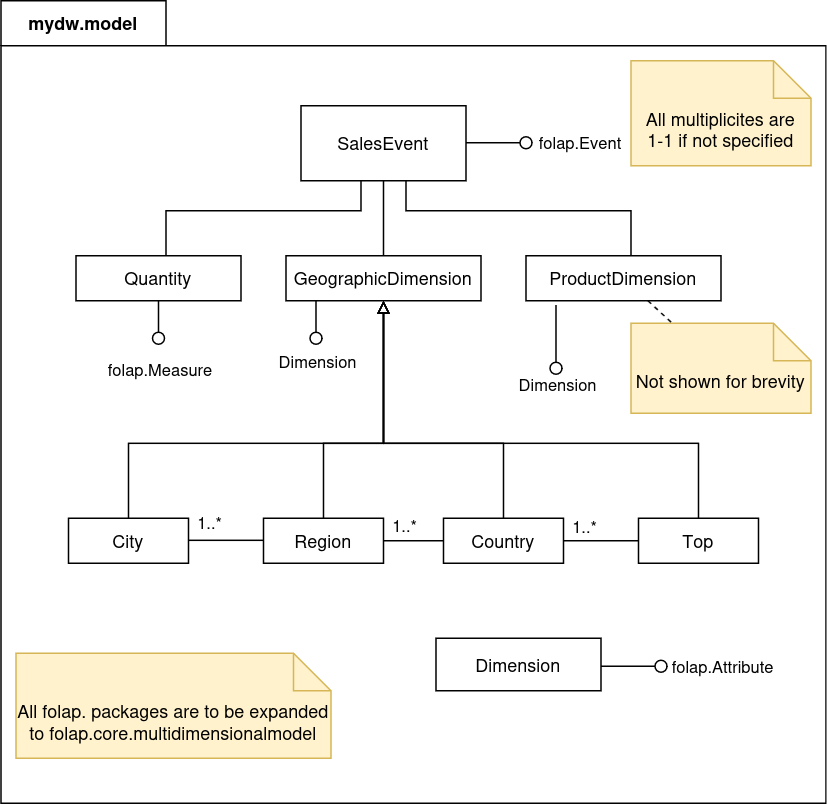 mydw.model
All multiplicites are
1-1 if not specified
SalesEvent
folap.Event
Quantity
GeographicDimension
ProductDimension
folap.Measure
Dimension
Dimension
Not shown for brevity
1..*
1..*
1..*
City
Region
Country
Top
Dimension
folap.Attribute
All folap. packages are to be expanded
to folap.core.multidimensionalmodel